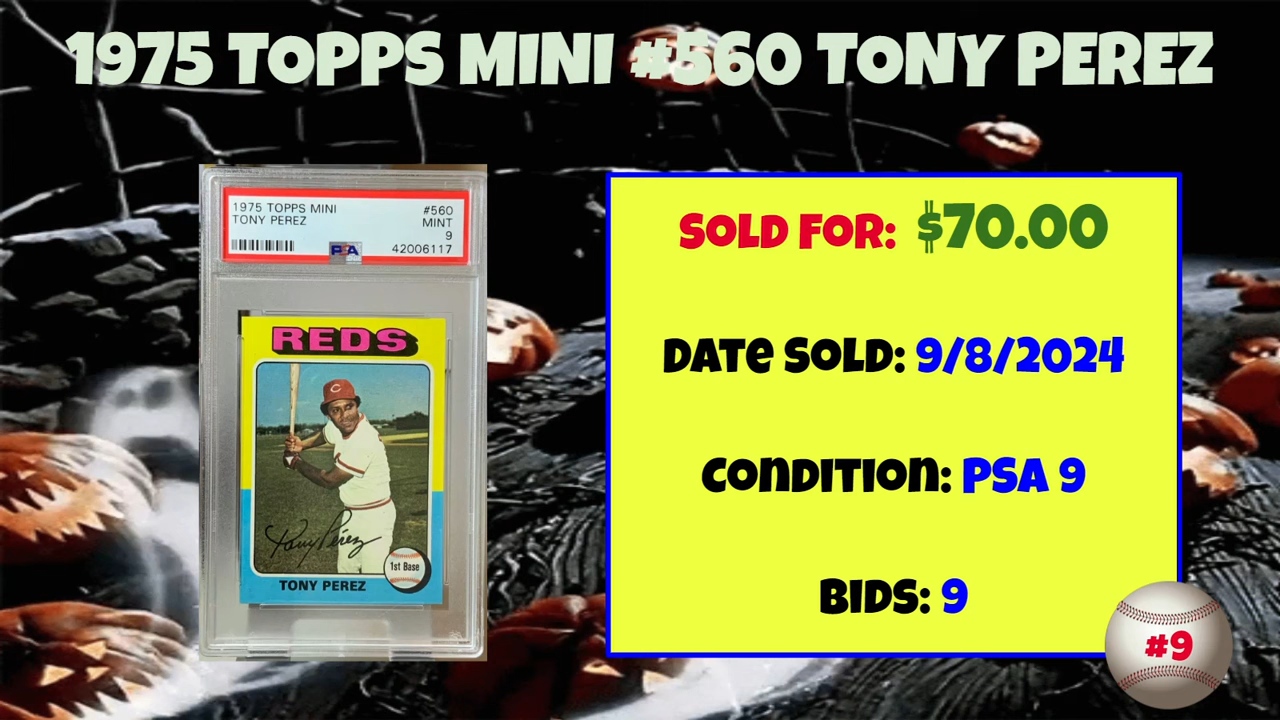 1975 TOPPS MINI #560 TONY PEREZ
1975 TOPPS MINI #560
TONY PEREZ MINT
9
PSA 42006117
REDS
Tony Pérez
1st Base
TONY PEREZ
SOLD FOR: $70.00
DATE SOLD: 9/8/2024
CONDITION: PSA 9
BIDS: 9
#9